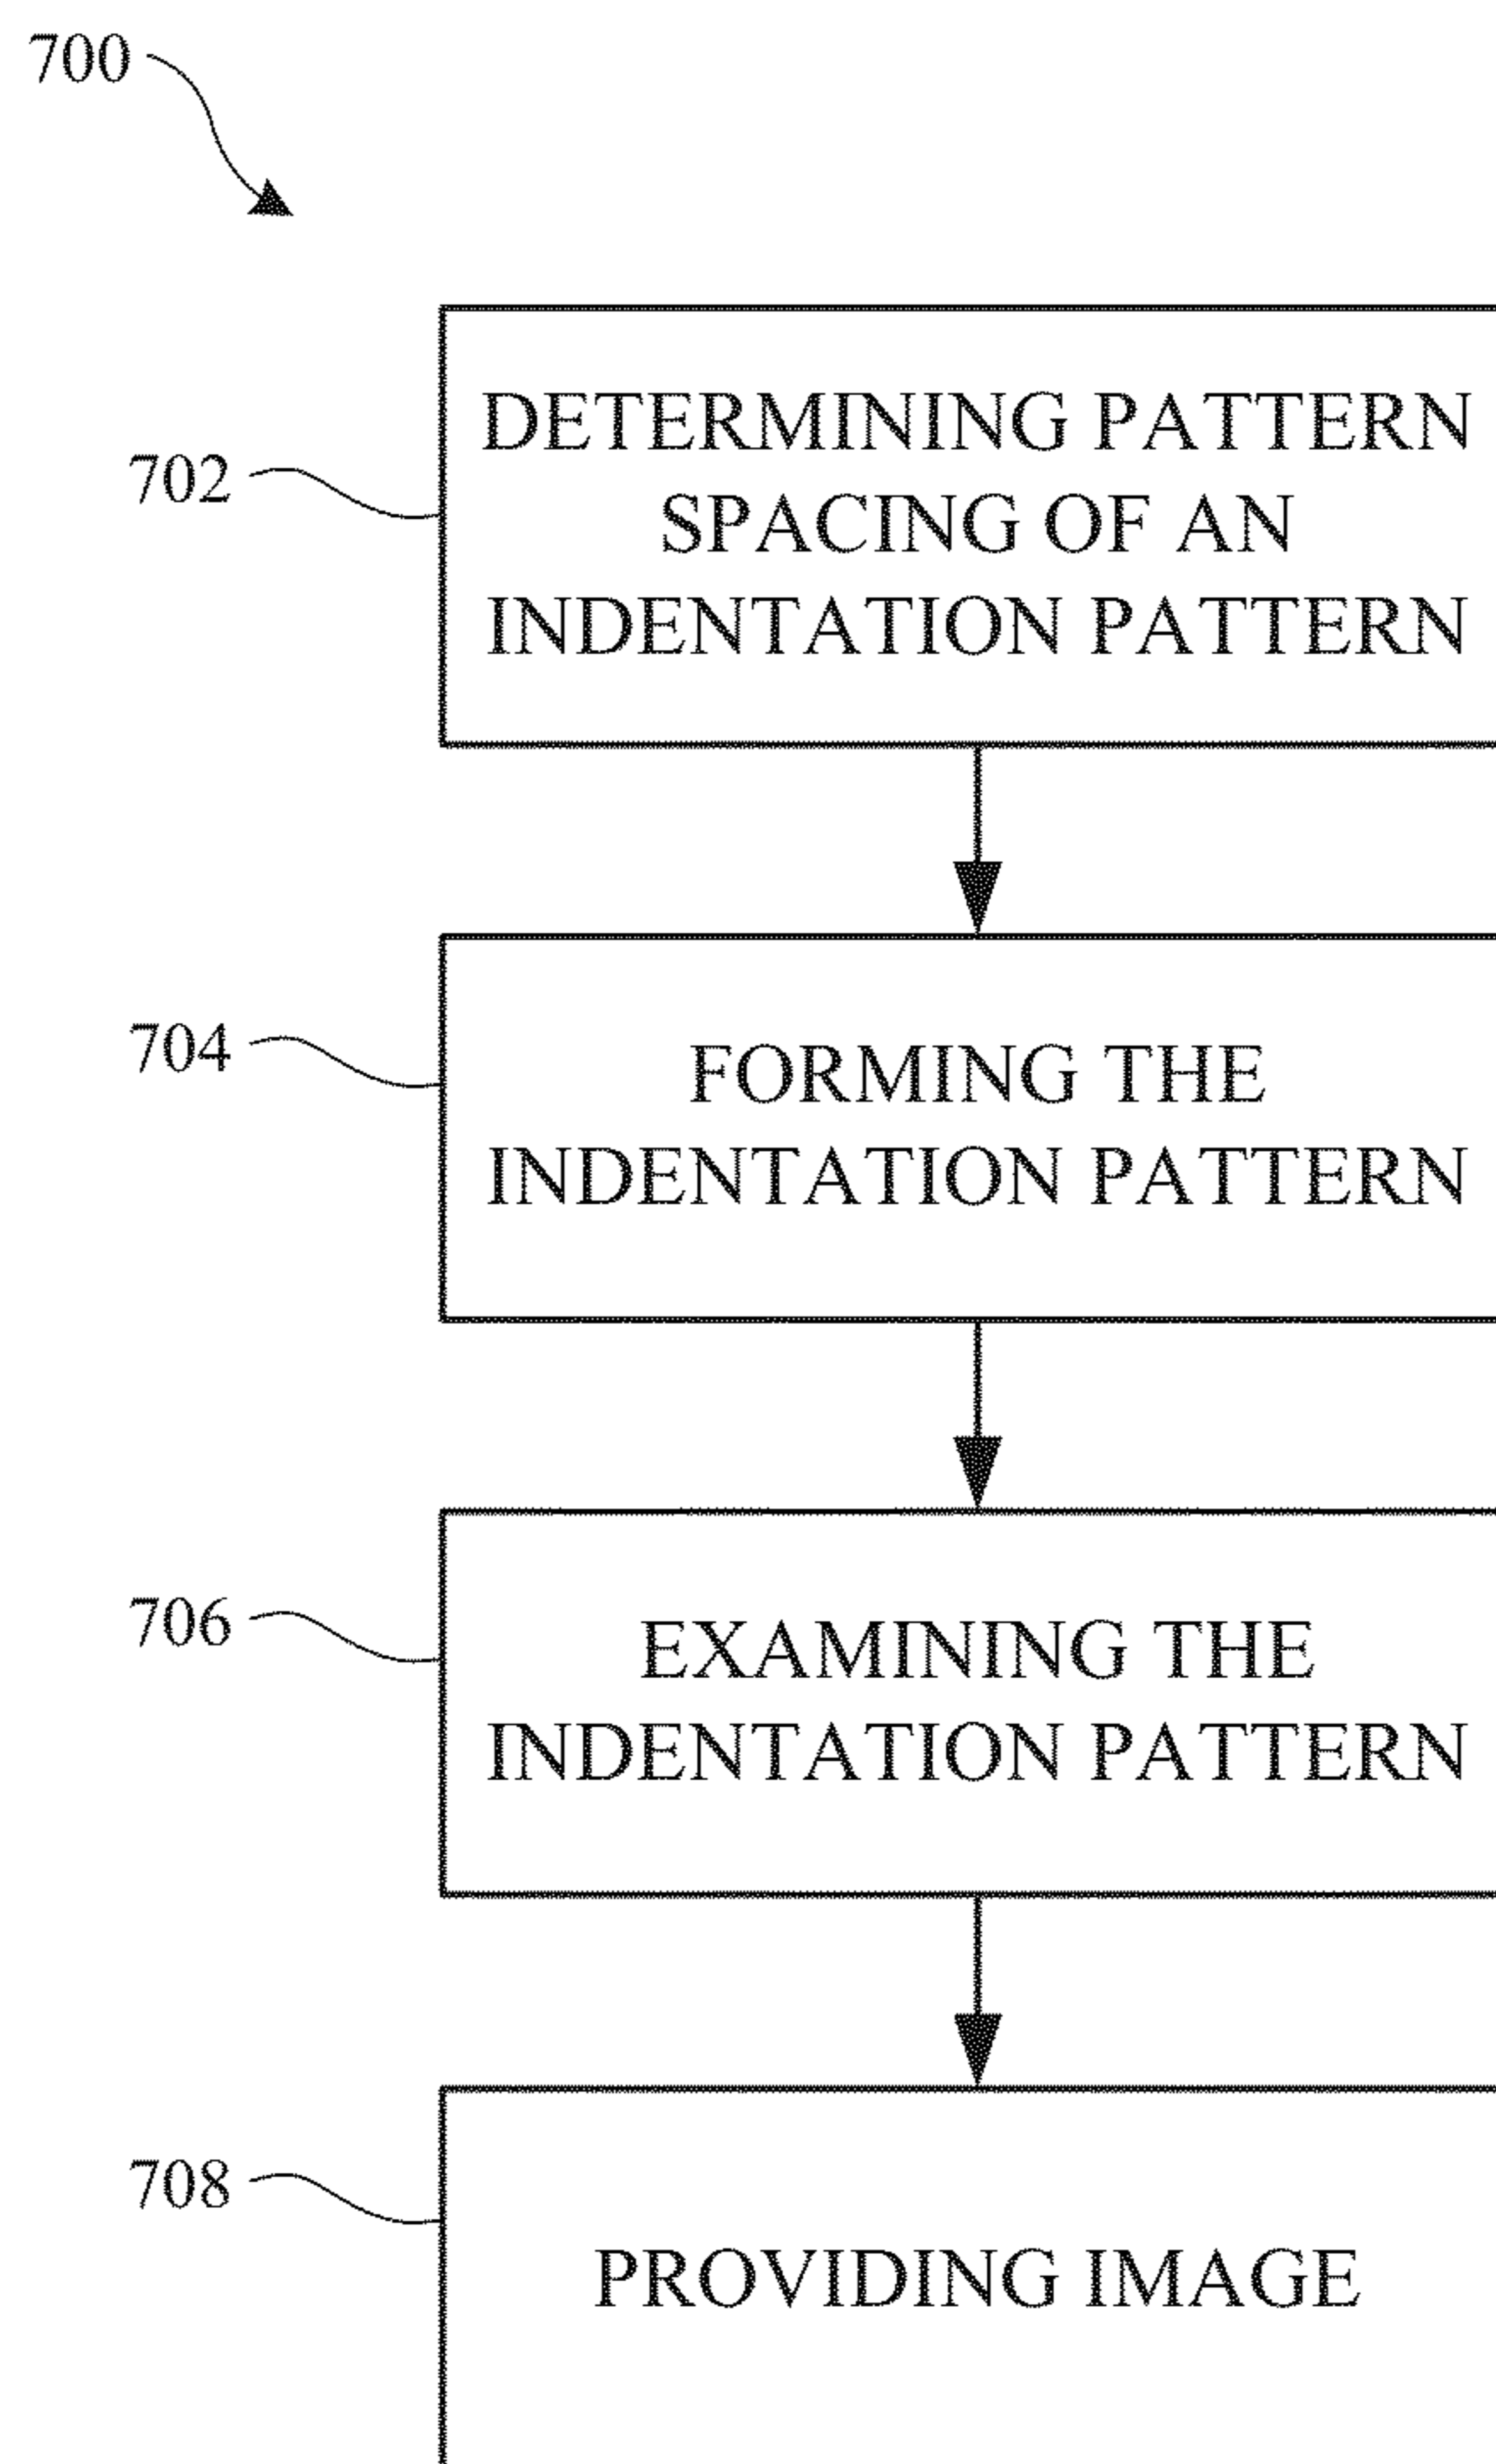 700
702
DETERMINING PATTERN
SPACING OF AN
INDENTATION PATTERN
704
FORMING THE
INDENTATION PATTERN
706
EXAMINING THE
INDENTATION PATTERN
708
PROVIDING IMAGE